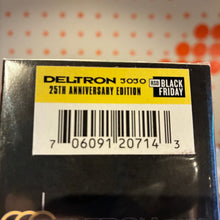 DELTRON 3030
25TH ANNIVERSARY EDITION
RSD BLACK
FRIDAY
7 06091 20714 3